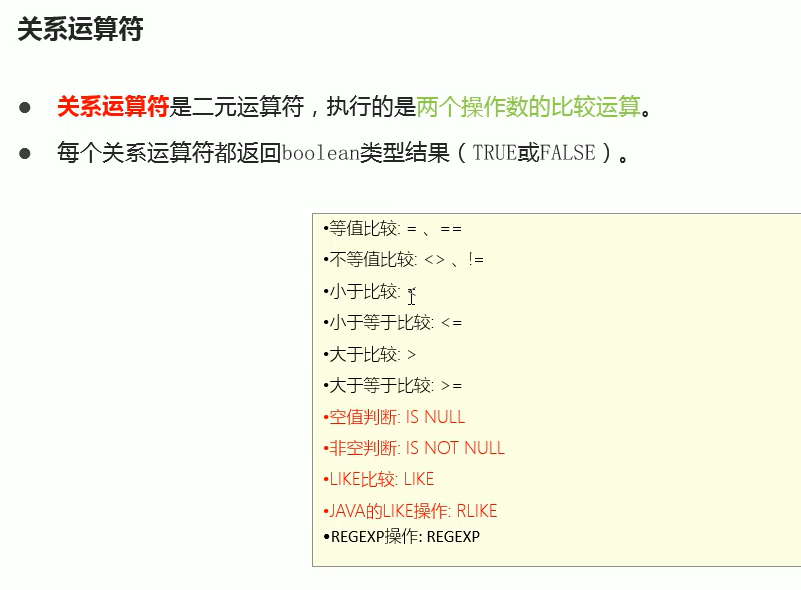 关系运算符
● 关系运算符是二元运算符，执行的是两个操作数的比较运算。
● 每个关系运算符都返回boolean类型结果（TRUE或FALSE）。
•等值比较: = 、==
•不等值比较: <> 、!=
•小于比较:
•小于等于比较: <=
•大于比较: >
•大于等于比较: >=
•空值判断: IS NULL
•非空判断: IS NOT NULL
•LIKE比较: LIKE
•JAVA的LIKE操作: RLIKE
•REGEXP操作: REGEXP